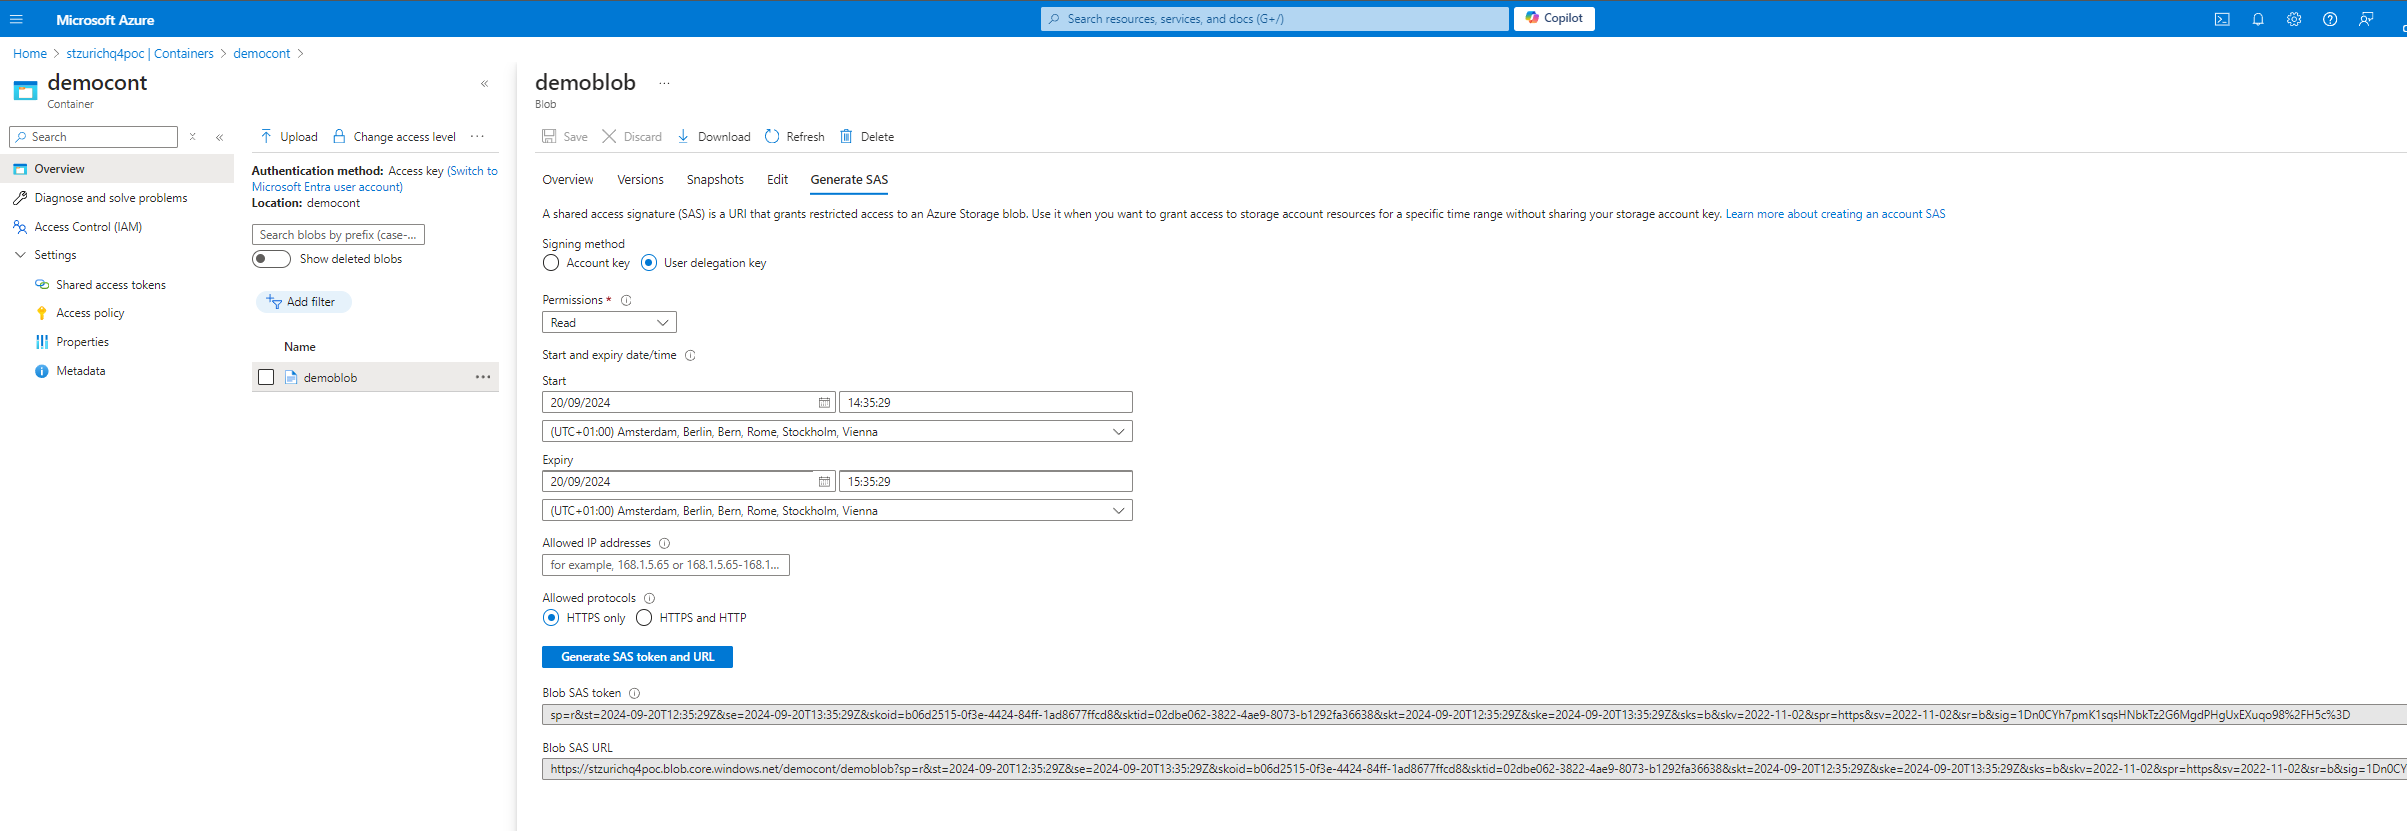 Microsoft Azure
Search resources, services, and docs (G+/)
Copilot
Home > stzurichq4poc | Containers > democont >
democont
Container
Search
Overview
Diagnose and solve problems
Access Control (IAM)
Settings
Shared access tokens
Access policy
Properties
Metadata
Upload Change access level ...
Authentication method: Access key (Switch to
Microsoft Entra user account)
Location: democont
Search blobs by prefix (case-...
Show deleted blobs
Add filter
Name
demoblob ...
demoblob ...
Blob
Save Discard Download Refresh Delete
Overview Versions Snapshots Edit Generate SAS
A shared access signature (SAS) is a URI that grants restricted access to an Azure Storage blob. Use it when you want to grant access to storage account resources for a specific time range without sharing your storage account key. Learn more about creating an account SAS
Signing method
Account key User delegation key
Permissions *
Read
Start and expiry date/time
Start
20/09/2024 14:35:29
(UTC+01:00) Amsterdam, Berlin, Bern, Rome, Stockholm, Vienna
Expiry
20/09/2024 15:35:29
(UTC+01:00) Amsterdam, Berlin, Bern, Rome, Stockholm, Vienna
Allowed IP addresses
for example, 168.1.5.65 or 168.1.5.65-168.1...
Allowed protocols
HTTPS only HTTPS and HTTP
Generate SAS token and URL
Blob SAS token
sp=r&st=2024-09-20T12:35:29Z&se=2024-09-20T13:35:29Z&skoid=b06d2515-0f3e-4424-84ff-1ad8677ffcd8&sktid=02dbe062-3822-4ae9-8073-b1292fa36638&skt=2024-09-20T12:35:29Z&ske=2024-09-20T13:35:29Z&sks=b&skv=2022-11-02&spr=https&sv=2022-11-02&sr=b&sig=1Dn0CYh7pmK1sqsHNbkTz2G6MgdPHgUxEXuqo98%2FH5c%3D
Blob SAS URL
https://stzurichq4poc.blob.core.windows.net/democont/demoblob?sp=r&st=2024-09-20T12:35:29Z&se=2024-09-20T13:35:29Z&skoid=b06d2515-0f3e-4424-84ff-1ad8677ffcd8&sktid=02dbe062-3822-4ae9-8073-b1292fa36638&skt=2024-09-20T12:35:29Z&ske=2024-09-20T13:35:29Z&sks=b&skv=2022-11-02&spr=https&sv=2022-11-02&sr=b&sig=1Dn0CY